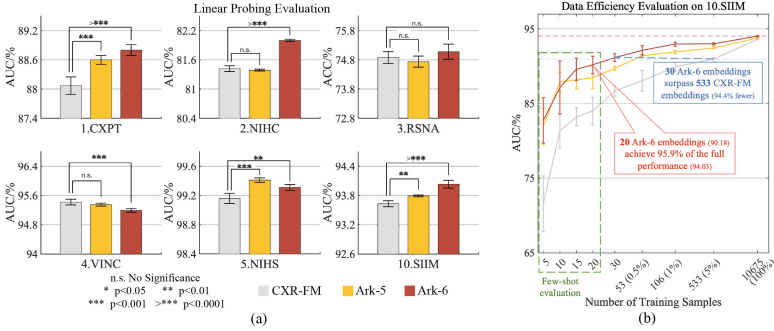 Linear Probing Evaluation
AUC/%
89.2
88.6
88
87.4
>***
***
1.CXPT
AUC/%
82.2
81.6
81
80.4
>***
n.s.
2.NIHC
ACC/%
75.8
74.8
73.8
72.8
n.s.
n.s.
3.RSNA
AUC/%
96.4
95.6
94.8
94
***
n.s.
4.VINC
AUC/%
99.6
99.2
98.8
98.4
**
***
5.NIHS
AUC/%
94.4
93.8
93.2
92.6
>***
**
10.SIIM
n.s. No Significance
* p<0.05 ** p<0.01
*** p<0.001 >*** p<0.0001
CXR-FM Ark-5 Ark-6
(a)
Data Efficiency Evaluation on 10.SIIM
AUC/%
95
85
75
65
30 Ark-6 embeddings
surpass 533 CXR-FM
embeddings (94.4% fewer)
20 Ark-6 embeddings (90.18)
achieve 95.9% of the full
performance (94.03)
5
10
15
20
30
53 (0.5%)
106 (1%)
533 (5%)
10675
(100%)
Few-shot
evaluation
Number of Training Samples
(b)